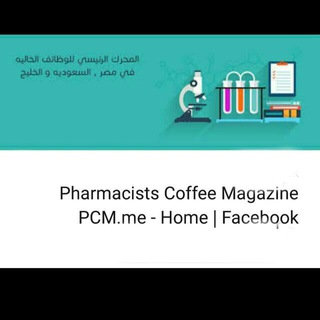 المحرك الرئيسي للوظائف الخاليه
في مصر , السعوديه و الخليج
Pharmacists Coffee Magazine
PCM.me - Home | Facebook